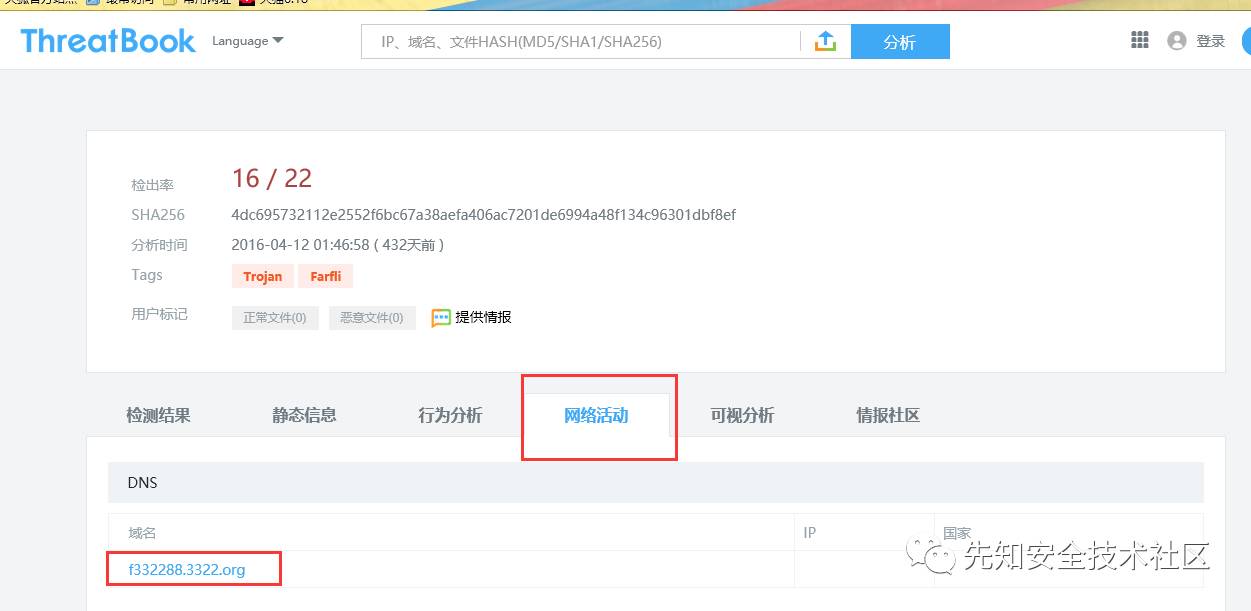 ThreatBook Language IP、域名、文件HASH(MD5/SHA1/SHA256) 分析 登录
检出率 16 / 22
SHA256 4dc695732112e2552f6bc67a38aefa406ac7201de6994a48f134c96301dbf8ef
分析时间 2016-04-12 01:46:58 ( 432天前 )
Tags Trojan Farfli
用户标记 正常文件(0) 恶意文件(0) 提供情报
检测结果 静态信息 行为分析 网络活动 可视分析 情报社区
DNS
域名 IP 国家
f332288.3322.org
先知安全技术社区